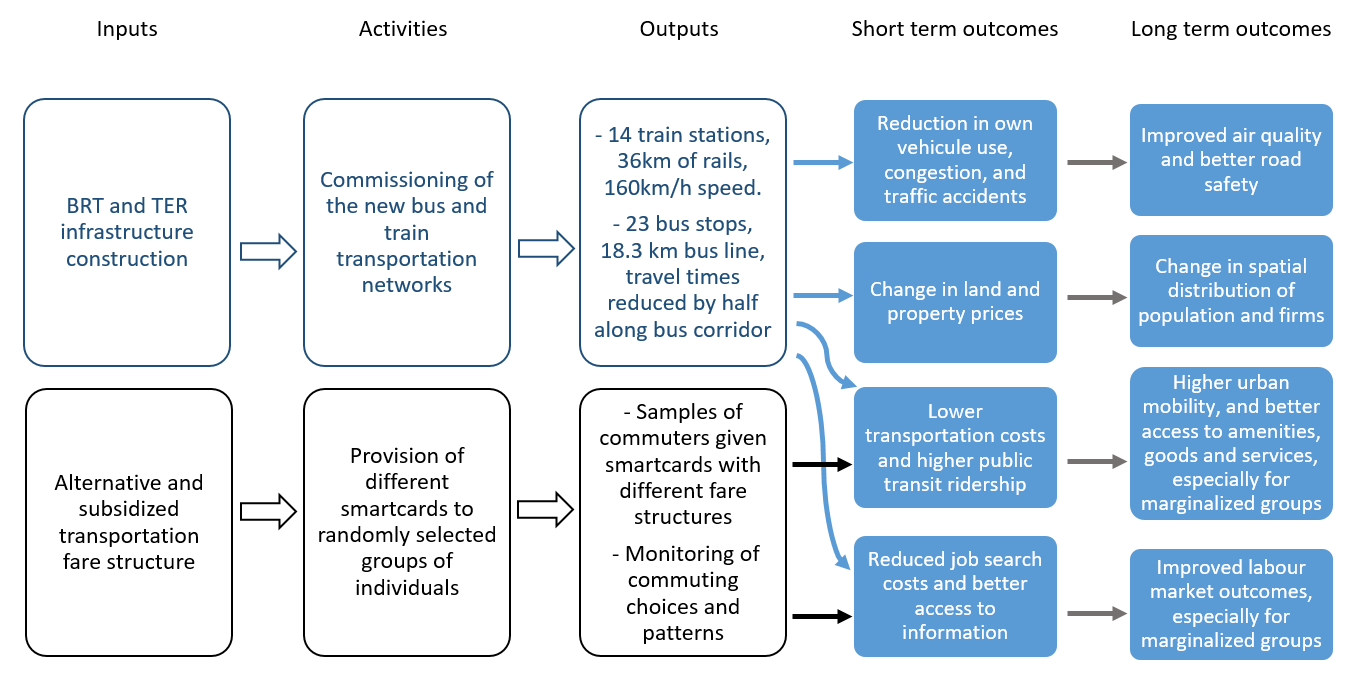 Inputs
Activities
Outputs
Short term outcomes
Long term outcomes
BRT and TER
infrastructure
construction
Commissioning of
the new bus and
train
transportation
networks
- 14 train stations,
36km of rails,
160km/h speed.
- 23 bus stops,
18.3 km bus line,
travel times
reduced by half
along bus corridor
Reduction in own
vehicule use,
congestion, and
traffic accidents
Improved air quality
and better road
safety
Change in land and
property prices
Change in spatial
distribution of
population and firms
Alternative and
subsidized
transportation
fare structure
Provision of
different
smartcards to
randomly selected
groups of
individuals
- Samples of
commuters given
smartcards with
different fare
structures
- Monitoring of
commuting
choices and
patterns
Lower
transportation costs
and higher public
transit ridership
Higher urban
mobility, and better
access to amenities,
goods and services,
especially for
marginalized groups
Reduced job search
costs and better
access to
information
Improved labour
market outcomes,
especially for
marginalized groups